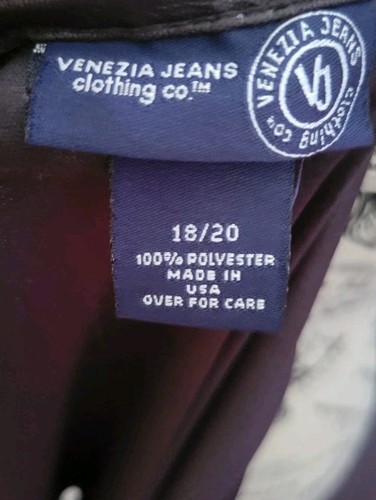 VENEZIA JEANS
clothing co.™
VENEZIA JEANS
clothing co.
VJ
18/20
100% POLYESTER
MADE IN
USA
OVER FOR CARE